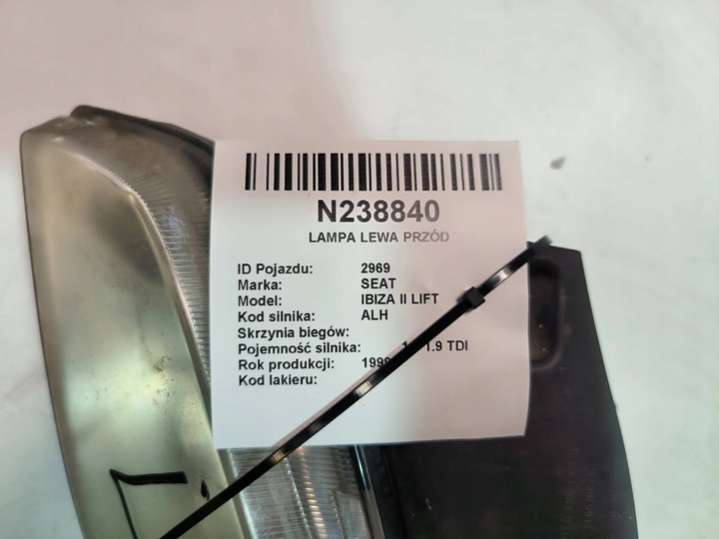 N238840
LAMPA LEWA PRZÓD
ID Pojazdu: 2969
Marka: SEAT
Model: IBIZA II LIFT
Kod silnika: ALH
Skrzynia biegów:
Pojemność silnika: 1.9 TDI
Rok produkcji: 1999
Kod lakieru:
L